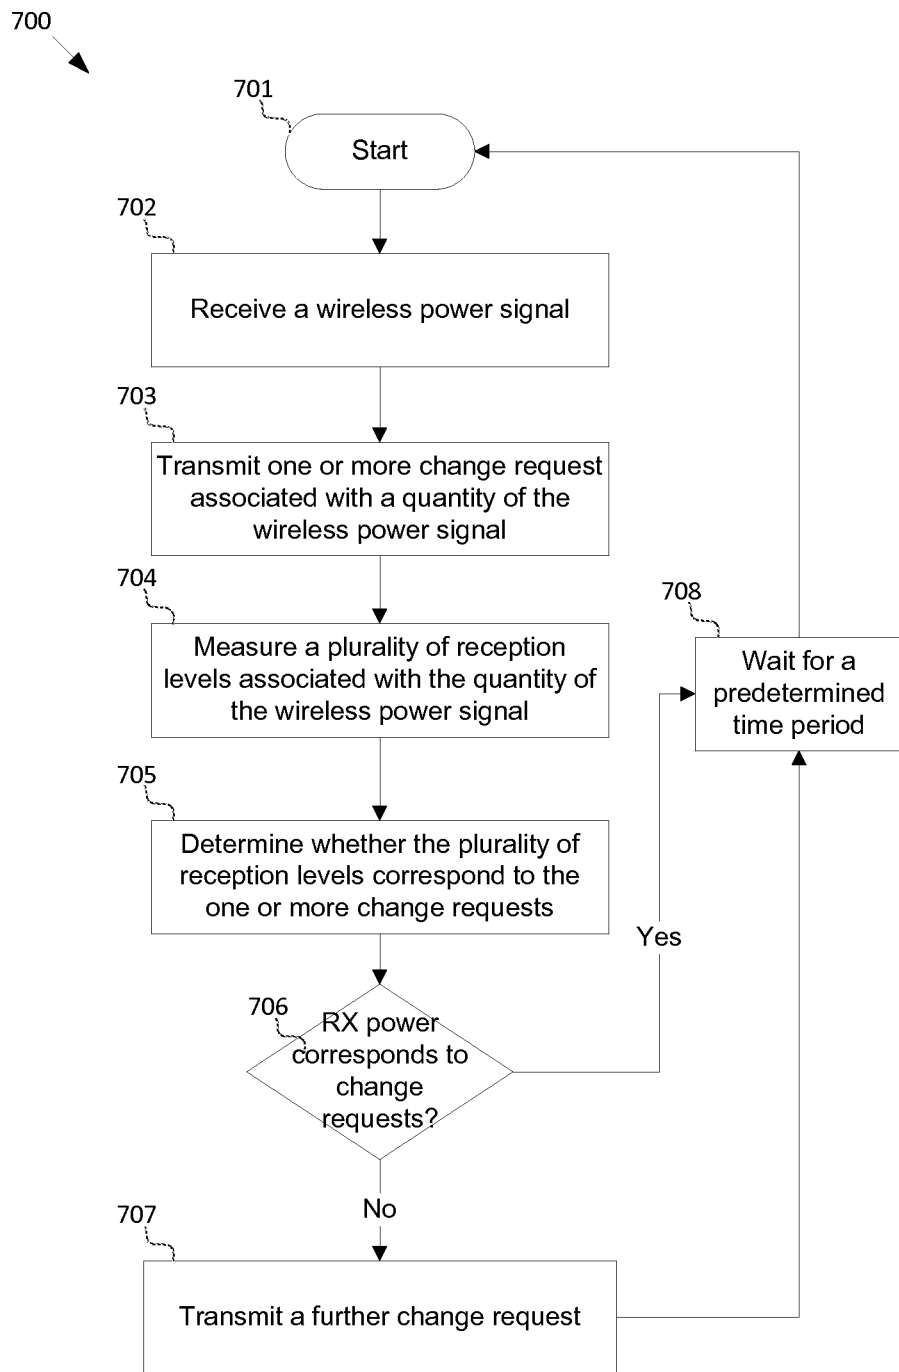 700
701
Start
702
Receive a wireless power signal
703
Transmit one or more change request
associated with a quantity of the
wireless power signal
704
Measure a plurality of reception
levels associated with the quantity of
the wireless power signal
708
Wait for a
predetermined
time period
705
Determine whether the plurality of
reception levels correspond to the
one or more change requests
Yes
706
RX power
corresponds to
change
requests?
No
707
Transmit a further change request